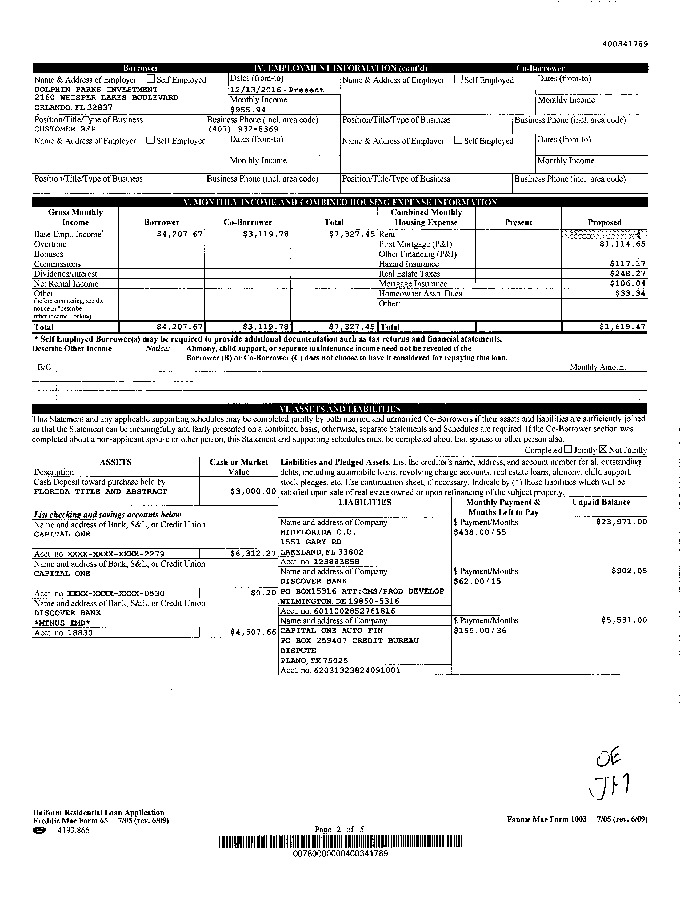 400341789
Borrower IV. EMPLOYMENT INFORMATION (cont'd) Co-Borrower
Name & Address of Employer Self Employed Dates (from-to) Name & Address of Employer Self Employed Dates (from-to)
DOLPHIN PARKS INVESTMENT 12/13/2016-Present
2160 WHISPER LAKES BOULEVARD Monthly Income Monthly Income
ORLANDO, FL 32837 $955.94
Position/Title/Type of Business Business Phone (incl. area code) Position/Title/Type of Business Business Phone (incl. area code)
CUSTOMER REP (407) 932-8369
Name & Address of Employer Self Employed Dates (from-to) Name & Address of Employer Self Employed Dates (from-to)
Monthly Income Monthly Income
Position/Title/Type of Business Business Phone (incl. area code) Position/Title/Type of Business Business Phone (incl. area code)
V. MONTHLY INCOME AND COMBINED HOUSING EXPENSE INFORMATION
Gross Monthly Income Borrower Co-Borrower Total Combined Monthly Housing Expense Present Proposed
Base Empl. Income* $4,207.67 $3,119.78 $7,327.45 Rent
Overtime First Mortgage (P&I) $1,114.65
Bonuses Other Financing (P&I)
Commissions Hazard Insurance $117.17
Dividends/Interest Real Estate Taxes $248.27
Net Rental Income Mortgage Insurance $106.04
Other Homeowner Assn. Dues $33.34
(before completing, see the notice in "describe other income," below) Other:
Total $4,207.67 $3,119.78 $7,327.45 Total $1,619.47
* Self Employed Borrower(s) may be required to provide additional documentation such as tax returns and financial statements.
Describe Other Income Notice: Alimony, child support, or separate maintenance income need not be revealed if the
Borrower (B) or Co-Borrower (C) does not choose to have it considered for repaying this loan.
B/C Monthly Amount
VI. ASSETS AND LIABILITIES
This Statement and any applicable supporting schedules may be completed jointly by both married and unmarried Co-Borrowers if their assets and liabilities are sufficiently joined
so that the Statement can be meaningfully and fairly presented on a combined basis; otherwise, separate Statements and Schedules are required. If the Co-Borrower section was
completed about a non-applicant spouse or other person, this Statement and supporting schedules must be completed about that spouse or other person also.
Completed Jointly Not Jointly
ASSETS Cash or Market Value Liabilities and Pledged Assets. List the creditor's name, address, and account number for all outstanding
Description debts, including automobile loans, revolving charge accounts, real estate loans, alimony, child support,
Cash Deposit toward purchase held by stock pledges, etc. Use continuation sheet, if necessary. Indicate by (*) those liabilities which will be
FLORIDA TITLE AND ABSTRACT $3,000.00 satisfied upon sale of real estate owned or upon refinancing of the subject property.
LIABILITIES Monthly Payment & Months Left to Pay Unpaid Balance
List checking and savings accounts below
Name and address of Bank, S&L, or Credit Union Name and address of Company $ Payment/Months $23,971.00
CAPITAL ONE MIDFLORIDA C.U. $438.00/55
1551 GARY RD
Acct. no. XXXX-XXXX-XXXX-2279 $6,312.27 LAKELAND, FL 33802
Name and address of Bank, S&L, or Credit Union Acct. no. 123883858
CAPITAL ONE Name and address of Company $ Payment/Months $902.05
DISCOVER BANK $62.00/15
Acct. no. XXXX-XXXX-XXXX-0530 $0.20 PO BOX15316 ATT:CMS/PROD DEVELOP
Name and address of Bank, S&L, or Credit Union WILMINGTON, DE 19850-5316
DISCOVER BANK Acct. no. 6011002852761816
*MINUS EMD* Name and address of Company $ Payment/Months $5,531.00
Acct. no. 18830 $4,507.66 CAPITAL ONE AUTO FIN $155.00/36
PO BOX 259407 CREDIT BUREAU
DISPUTE
PLANO, TX 75025
Acct. no. 62031323824091001
OE
JM
Uniform Residential Loan Application
Freddie Mac Form 65 7/05 (rev. 6/09) Fannie Mae Form 1003 7/05 (rev. 6/09)
4193.866 Page 2 of 5
0078000000400341789